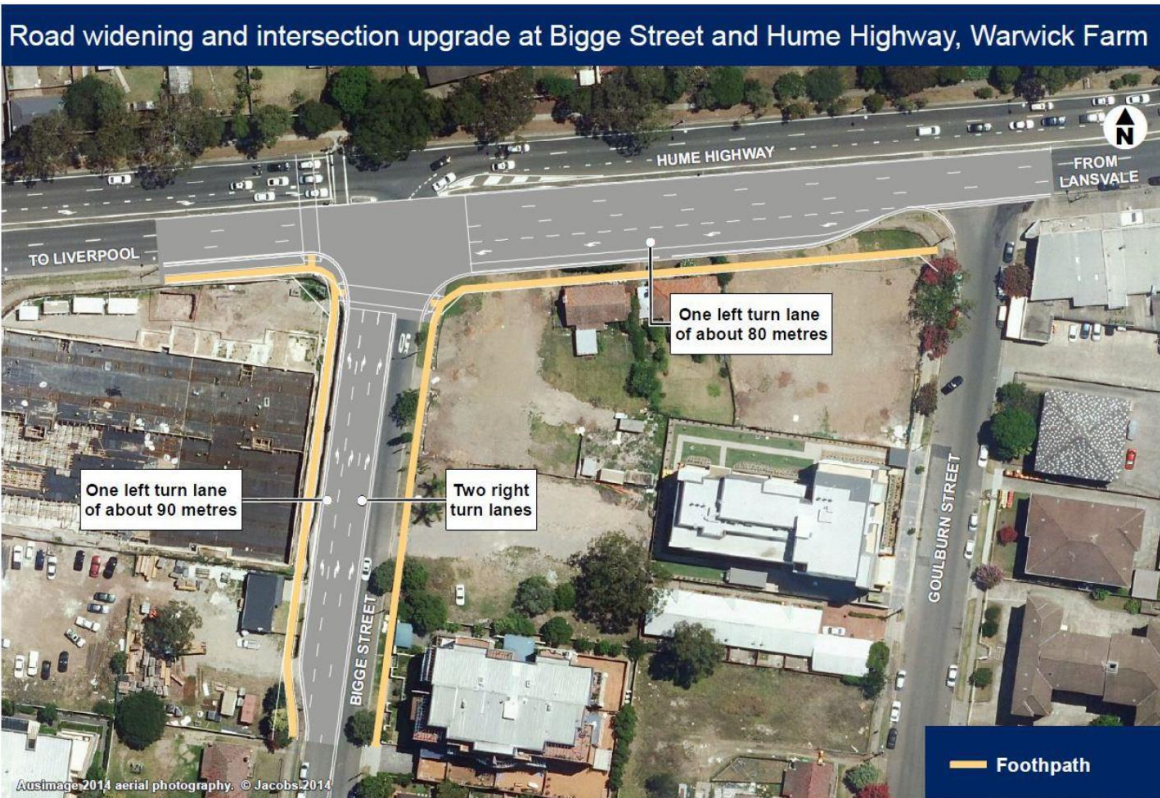 Road widening and intersection upgrade at Bigge Street and Hume Highway, Warwick Farm
N
HUME HIGHWAY
FROM
LANSVALE
TO LIVERPOOL
One left turn lane
of about 80 metres
50
One left turn lane
of about 90 metres
Two right
turn lanes
BIGGE STREET
GOULBURN STREET
Foothpath
Ausimage 2014 aerial photography. © Jacobs 2014